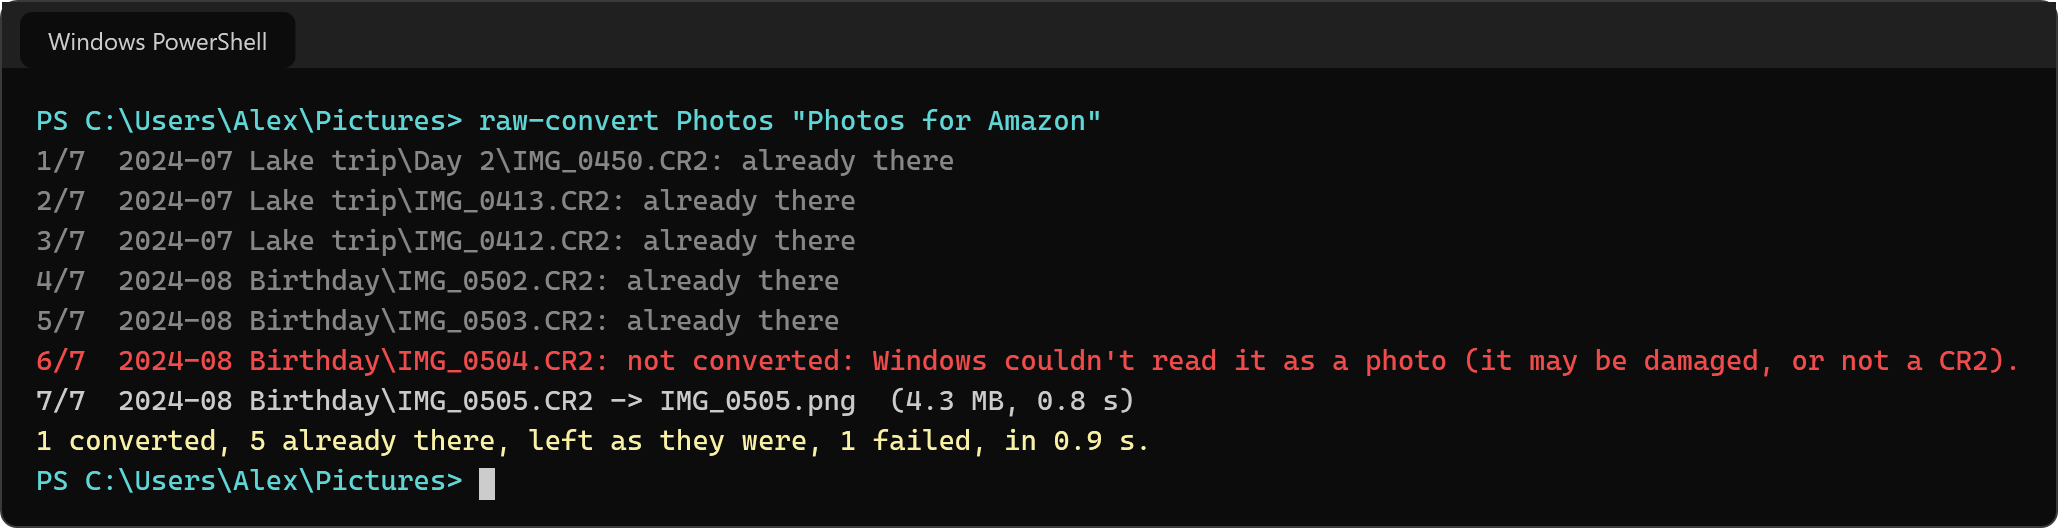 Windows PowerShell
PS C:\Users\Alex\Pictures> raw-convert Photos "Photos for Amazon"
1/7  2024-07 Lake trip\Day 2\IMG_0450.CR2: already there
2/7  2024-07 Lake trip\IMG_0413.CR2: already there
3/7  2024-07 Lake trip\IMG_0412.CR2: already there
4/7  2024-08 Birthday\IMG_0502.CR2: already there
5/7  2024-08 Birthday\IMG_0503.CR2: already there
6/7  2024-08 Birthday\IMG_0504.CR2: not converted: Windows couldn't read it as a photo (it may be damaged, or not a CR2).
7/7  2024-08 Birthday\IMG_0505.CR2 -> IMG_0505.png  (4.3 MB, 0.8 s)
1 converted, 5 already there, left as they were, 1 failed, in 0.9 s.
PS C:\Users\Alex\Pictures>